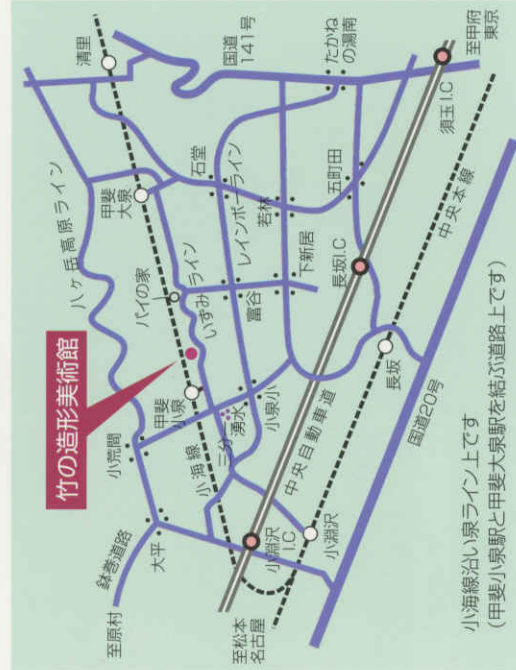 竹の造形美術館
清里
国道
141号
たかね
の湯南
至甲府
東京
須玉I.C
八ヶ岳高原ライン
甲斐
大泉
石堂
レインボーライン
若林
五町田
中央本線
パイの家
いずみ
ライン
富谷
下新居
長坂I.C
小荒間
甲斐
小泉
三分一
湧水
小泉小
長坂
国道20号
鉢巻道路
至原村
大平
小海線
中央自動車道
小淵沢
I.C
小淵沢
至松本
名古屋
小海線沿い泉ライン上です
(甲斐小泉駅と甲斐大泉駅を結ぶ道路上です)